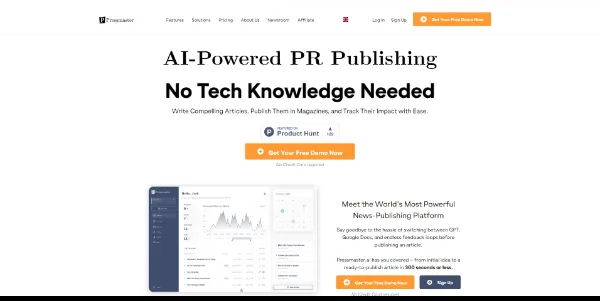 Pressmaster
Features Solutions Pricing About Us Newsroom Affiliate Log In Sign Up Get Your Free Demo Now
AI-Powered PR Publishing
No Tech Knowledge Needed
Write Compelling Articles, Publish Them in Magazines, and Track Their Impact with Ease.
FEATURED ON
Product Hunt
Get Your Free Demo Now
No Credit Card required
Meet the World's Most Powerful
News-Publishing Platform
Say goodbye to the hassle of switching between GPT,
Google Docs, and endless feedback loops before
publishing an article.
Pressmaster.ai has you covered – from initial idea to a
ready-to-publish article in 300 seconds or less.
Get Your Free Demo Now Sign Up
No Credit Card required